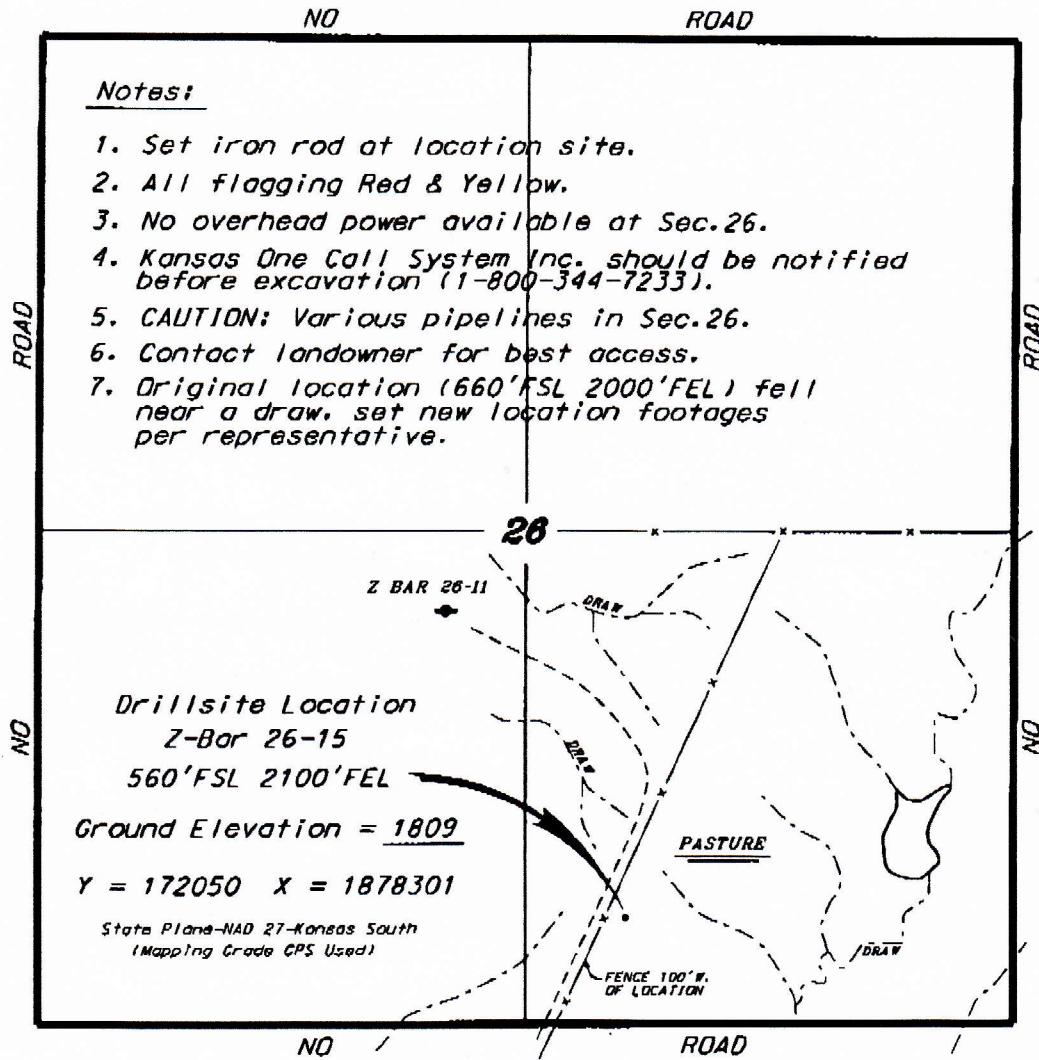 NO ROAD
Notes:
1. Set iron rod at location site.
2. All flagging Red & Yellow.
3. No overhead power available at Sec.26.
4. Kansas One Call System Inc. should be notified
before excavation (1-800-344-7233).
5. CAUTION: Various pipelines in Sec.26.
6. Contact landowner for best access.
7. Original location (660'FSL 2000'FEL) fell
near a draw. set new location footages
per representative.
ROAD
ROAD
26
Z BAR 26-11
DRAW
Drillsite Location
Z-Bar 26-15
560'FSL 2100'FEL
DRAW
NO
NO
Ground Elevation = 1809
PASTURE
Y = 172050 X = 1878301
State Plane-NAD 27-Kansas South
(Mapping Grade GPS Used)
DRAW
FENCE 100'W.
OF LOCATION
NO ROAD